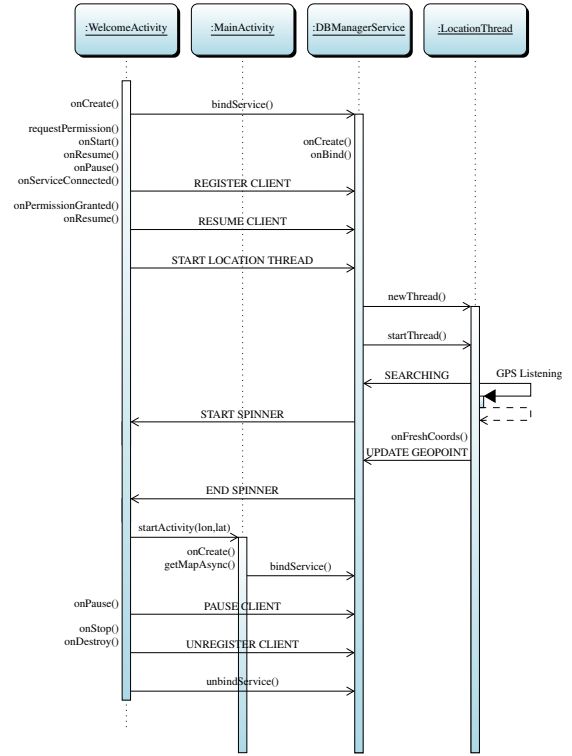 :WelcomeActivity
:MainActivity
:DBManagerService
:LocationThread
onCreate()
bindService()
requestPermission()
onStart()
onResume()
onPause()
onServiceConnected()
onCreate()
onBind()
REGISTER CLIENT
onPermissionGranted()
onResume()
RESUME CLIENT
START LOCATION THREAD
newThread()
startThread()
SEARCHING
GPS Listening
START SPINNER
onFreshCoords()
UPDATE GEOPOINT
END SPINNER
startActivity(lon,lat)
onCreate()
getMapAsync()
bindService()
onPause()
PAUSE CLIENT
onStop()
onDestroy()
UNREGISTER CLIENT
unbindService()